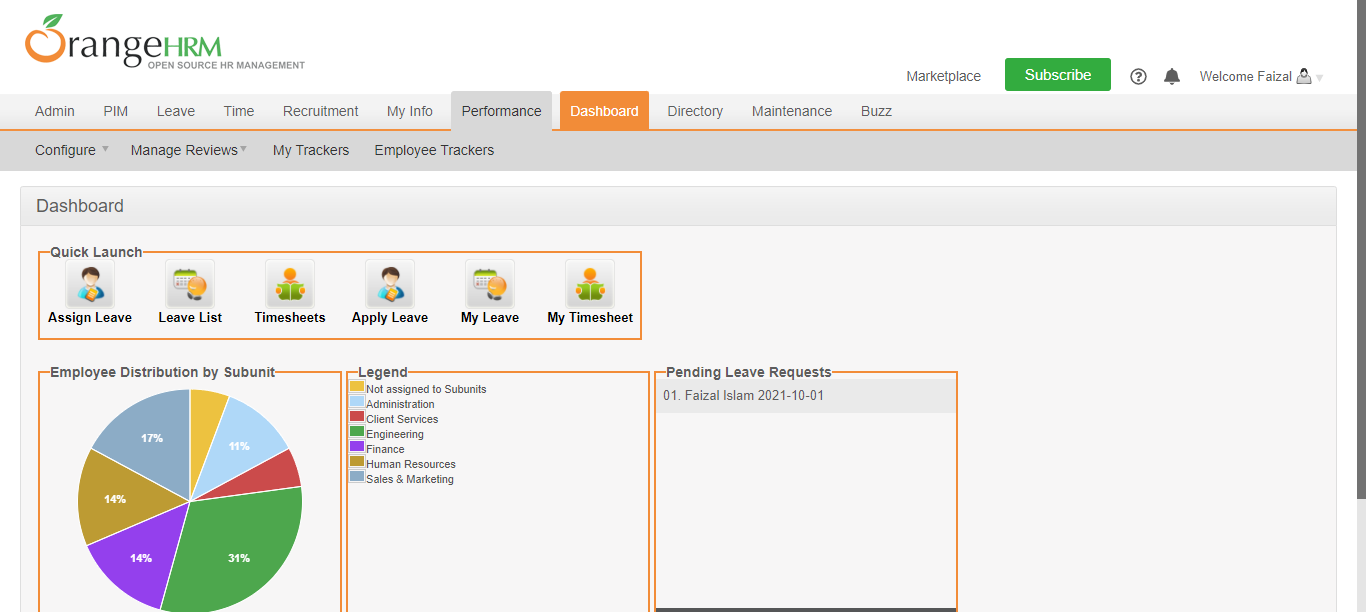 OrangeHRM
OPEN SOURCE HR MANAGEMENT
Marketplace Subscribe ? Welcome Faizal
Admin PIM Leave Time Recruitment My Info Performance Dashboard Directory Maintenance Buzz
Configure Manage Reviews My Trackers Employee Trackers
Dashboard
Quick Launch
Assign Leave Leave List Timesheets Apply Leave My Leave My Timesheet
Employee Distribution by Subunit
17%
11%
14%
14%
31%
Legend
Not assigned to Subunits
Administration
Client Services
Engineering
Finance
Human Resources
Sales & Marketing
Pending Leave Requests
01. Faizal Islam 2021-10-01